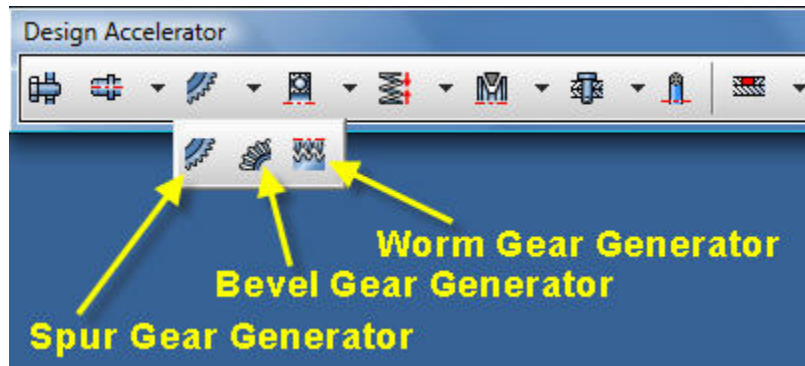 Design Accelerator
Worm Gear Generator
Bevel Gear Generator
Spur Gear Generator